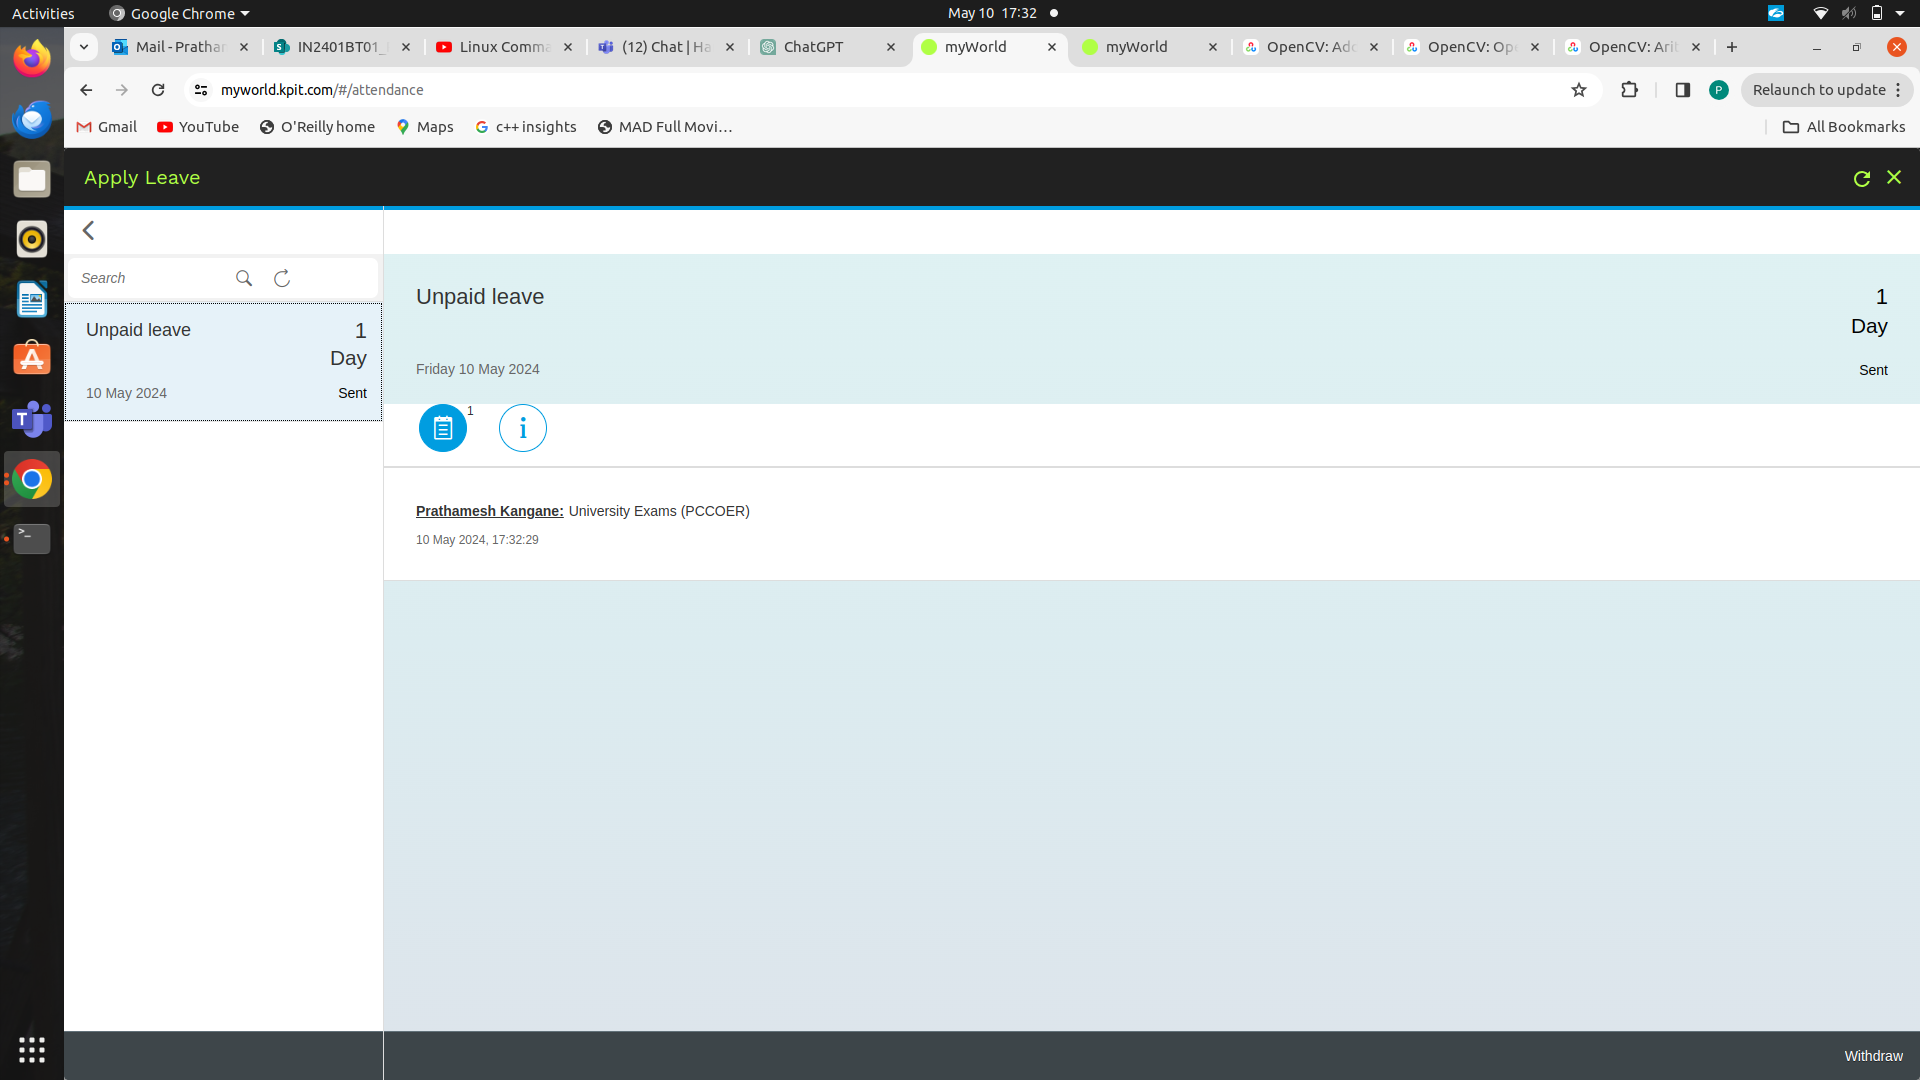 Activities
Google Chrome
May 10 17:32
Mail - Prathar
IN2401BT01_
Linux Comma
(12) Chat | Ha
ChatGPT
myWorld
myWorld
OpenCV: Add
OpenCV: Ope
OpenCV: Arit
myworld.kpit.com/#/attendance
P
Relaunch to update
Gmail
YouTube
O'Reilly home
Maps
c++ insights
MAD Full Movi...
All Bookmarks
Apply Leave
Search
Unpaid leave
1
Day
10 May 2024
Sent
Unpaid leave
1
Day
Friday 10 May 2024
Sent
1
Prathamesh Kangane: University Exams (PCCOER)
10 May 2024, 17:32:29
Withdraw